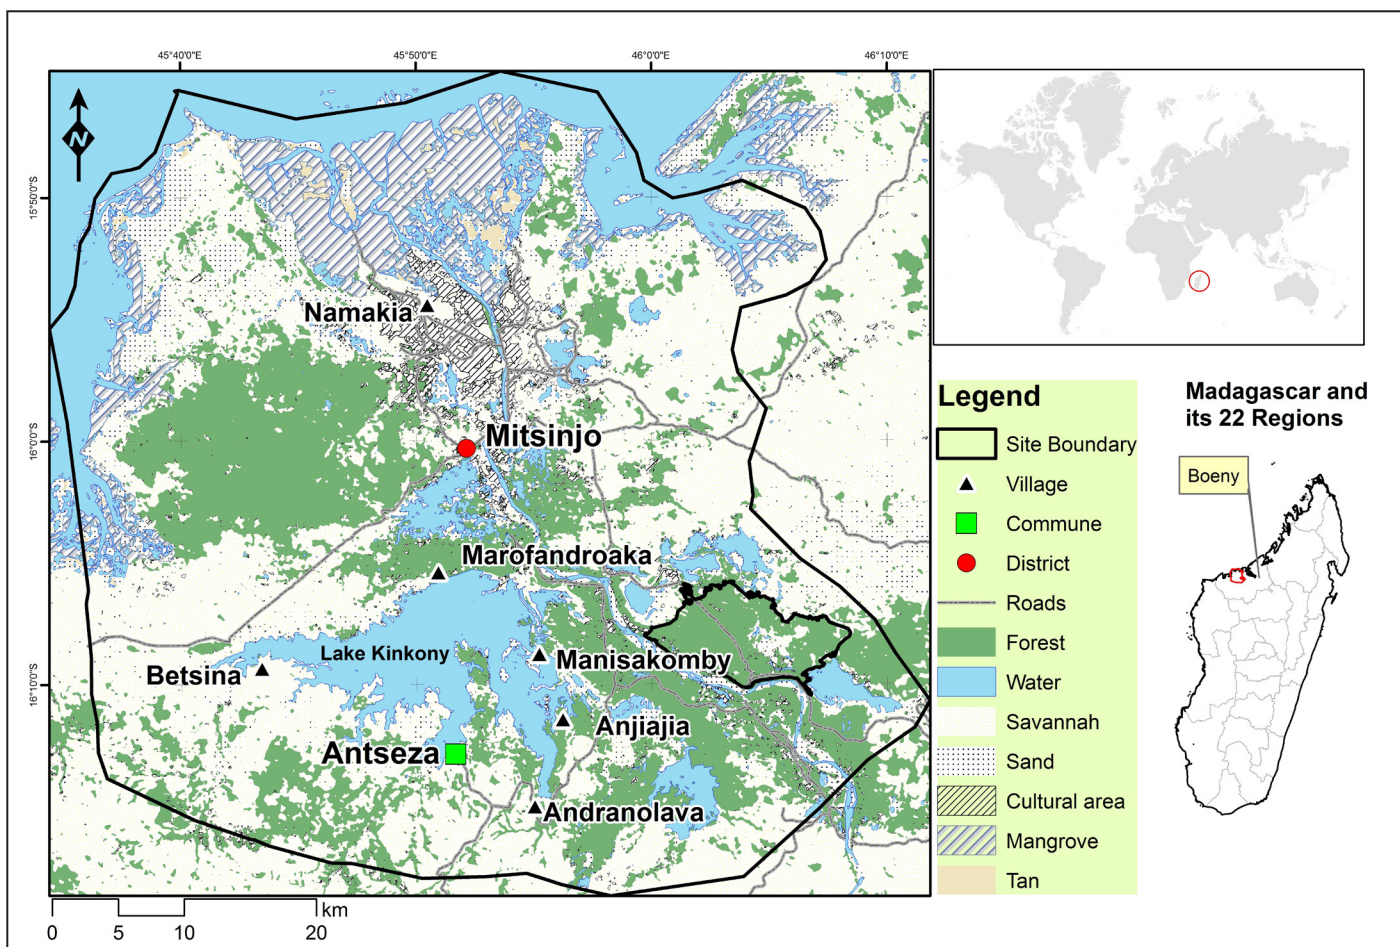 45°40'0"E
45°50'0"E
46°0'0"E
46°10'0"E
15°50'0"S
16°0'0"S
16°10'0"S
N
Namakia
Mitsinjo
Marofandroaka
Lake Kinkony
Betsina
Manisakomby
Anjiajia
Antseza
Andranolava
0
5
10
20
km
Legend
Site Boundary
Village
Commune
District
Roads
Forest
Water
Savannah
Sand
Cultural area
Mangrove
Tan
Madagascar and
its 22 Regions
Boeny